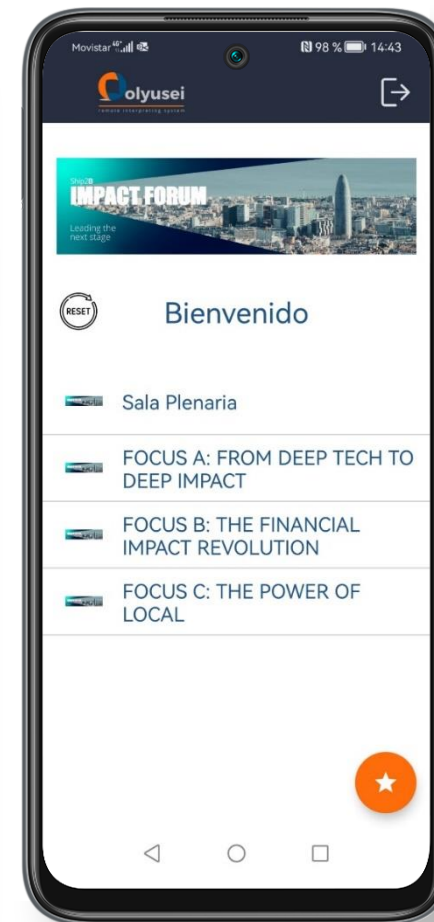 Movistar 98 % 14:43
olyusei
remote interpreting system
Ship2B
IMPACT FORUM
Leading the
next stage
RESET
Bienvenido
Sala Plenaria
FOCUS A: FROM DEEP TECH TO
DEEP IMPACT
FOCUS B: THE FINANCIAL
IMPACT REVOLUTION
FOCUS C: THE POWER OF
LOCAL